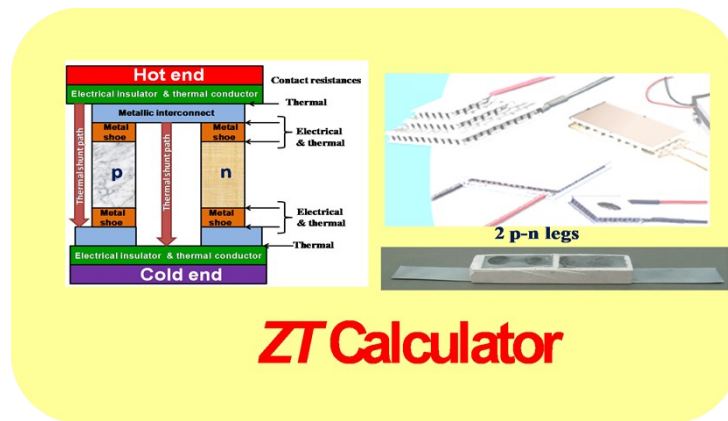 Hot end
Electrical insulator & thermal conductor
Metallic interconnect
Metal
shoe
Metal
shoe
p
n
Metal
shoe
Metal
shoe
Thermal shunt path
Thermal shunt path
Electrical insulator & thermal conductor
Cold end
Contact resistances
Thermal
Electrical
& thermal
Electrical
& thermal
Thermal
2 p-n legs
ZT Calculator